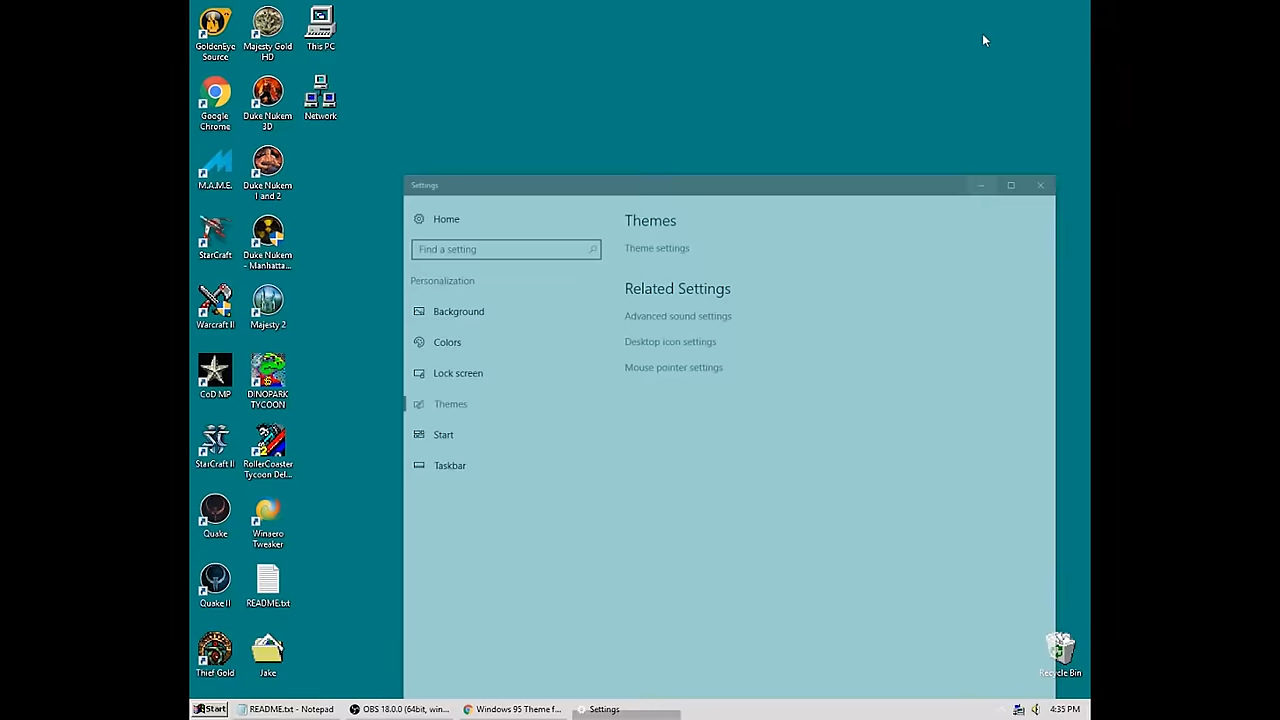 GoldenEye
Source
Majesty Gold
HD
This PC
Google
Chrome
Duke Nukem
3D
Network
M.A.M.E.
Duke Nukem
1 and 2
StarCraft
Duke Nukem
- Manhatta...
Warcraft II
Majesty 2
CoD MP
DINOPARK
TYCOON
StarCraft II
RollerCoaster
Tycoon Del...
Quake
Winaero
Tweaker
Quake II
README.txt
Thief Gold
Jake
Settings
Home
Find a setting
Personalization
Background
Colors
Lock screen
Themes
Start
Taskbar
Themes
Theme settings
Related Settings
Advanced sound settings
Desktop icon settings
Mouse pointer settings
Recycle Bin
Start
README.txt - Notepad
OBS 18.0.0 (64bit, win...
Windows 95 Theme f...
Settings
4:35 PM